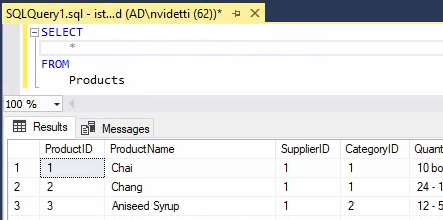 SQLQuery1.sql - ist...d (AD\nvidetti (62))*
SELECT
*
FROM
Products
100 %
Results Messages
ProductID ProductName SupplierID CategoryID Quant
1 1 Chai 1 1 10 bo
2 2 Chang 1 1 24 - 1
3 3 Aniseed Syrup 1 2 12 - 5